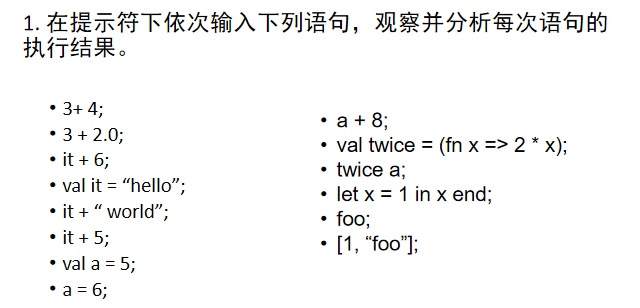 1. 在提示符下依次输入下列语句，观察并分析每次语句的
执行结果。
• 3+ 4;
• 3 + 2.0;
• it + 6;
• val it = “hello”;
• it + “ world”;
• it + 5;
• val a = 5;
• a = 6;
• a + 8;
• val twice = (fn x => 2 * x);
• twice a;
• let x = 1 in x end;
• foo;
• [1, “foo”];